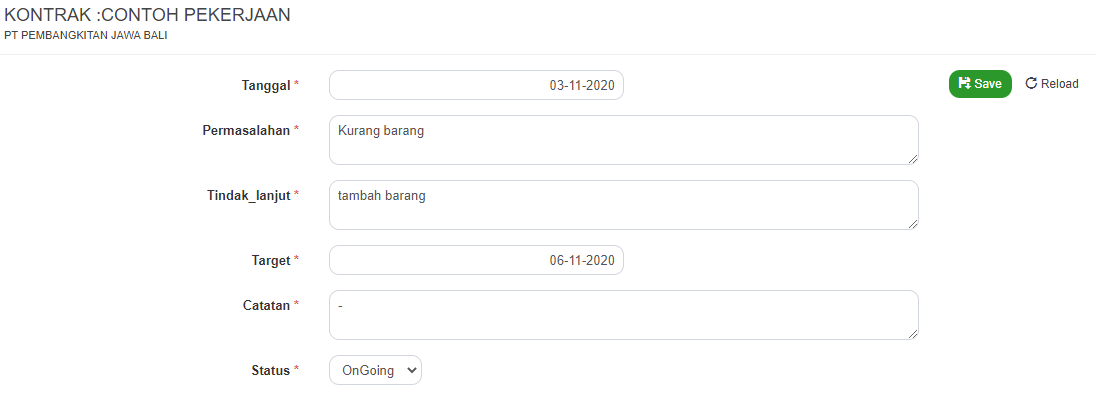 KONTRAK :CONTOH PEKERJAAN
PT PEMBANGKITAN JAWA BALI
Tanggal * 03-11-2020 Save Reload
Permasalahan * Kurang barang
Tindak_lanjut * tambah barang
Target * 06-11-2020
Catatan * -
Status * OnGoing